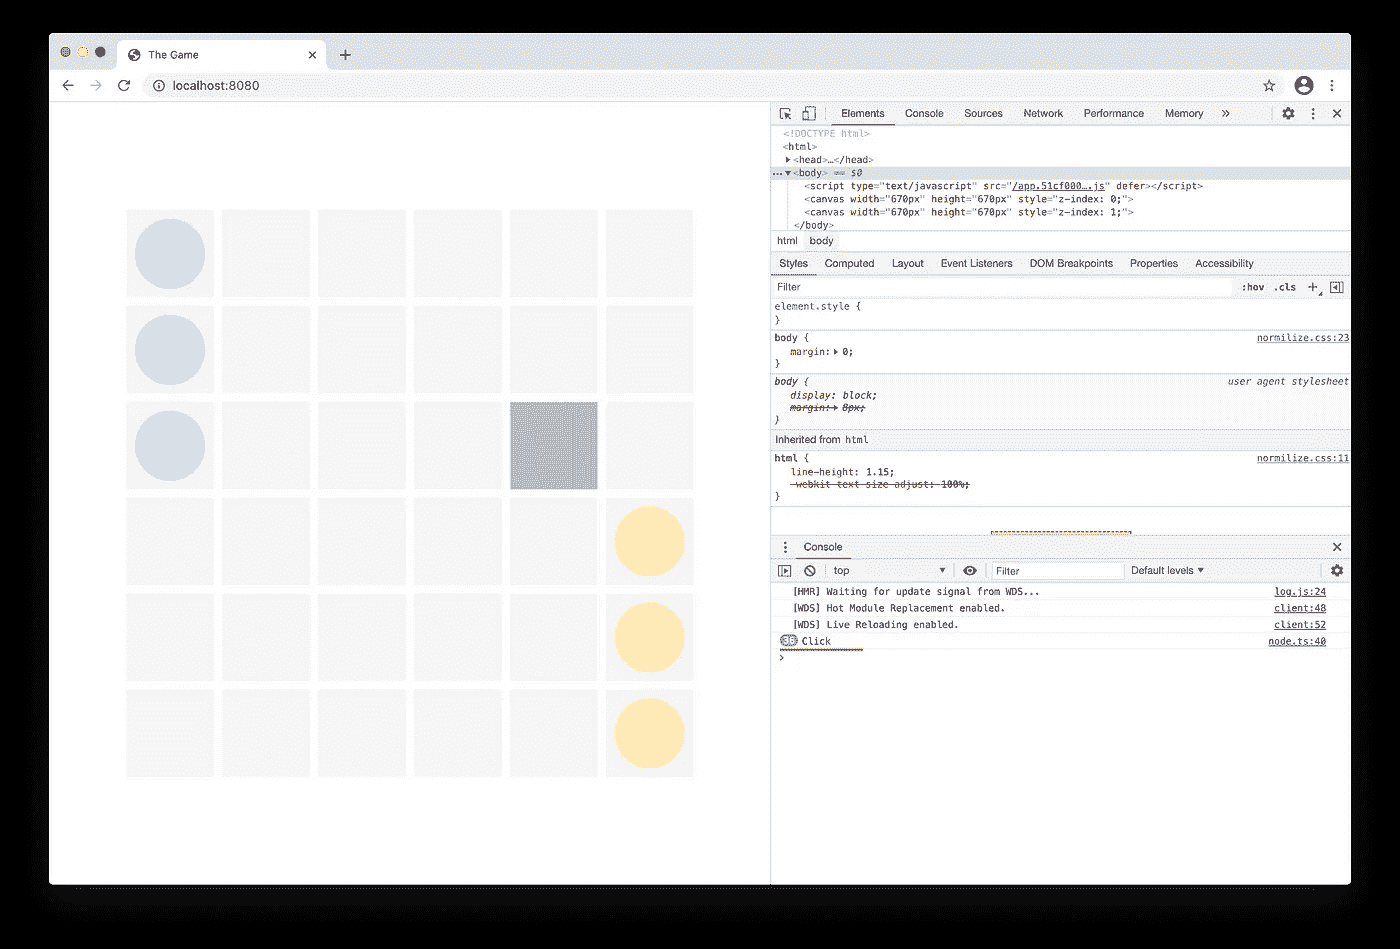 The Game
localhost:8080
Elements Console Sources Network Performance Memory »
<!DOCTYPE html>
<html>
<head>…</head>
<body> == $0
<script type="text/javascript" src="/app.51cf000….js" defer></script>
<canvas width="670px" height="670px" style="z-index: 0;">
<canvas width="670px" height="670px" style="z-index: 1;">
</body>
html body
Styles Computed Layout Event Listeners DOM Breakpoints Properties Accessibility
Filter :hov .cls +
element.style {
}
body { normilize.css:23
margin: 0;
}
body { user agent stylesheet
display: block;
margin: 8px;
}
Inherited from html
html { normilize.css:11
line-height: 1.15;
-webkit-text-size-adjust: 100%;
}
Console
top Filter Default levels
[HMR] Waiting for update signal from WDS... log.js:24
[WDS] Hot Module Replacement enabled. client:48
[WDS] Live Reloading enabled. client:52
36 Click node.ts:40
>